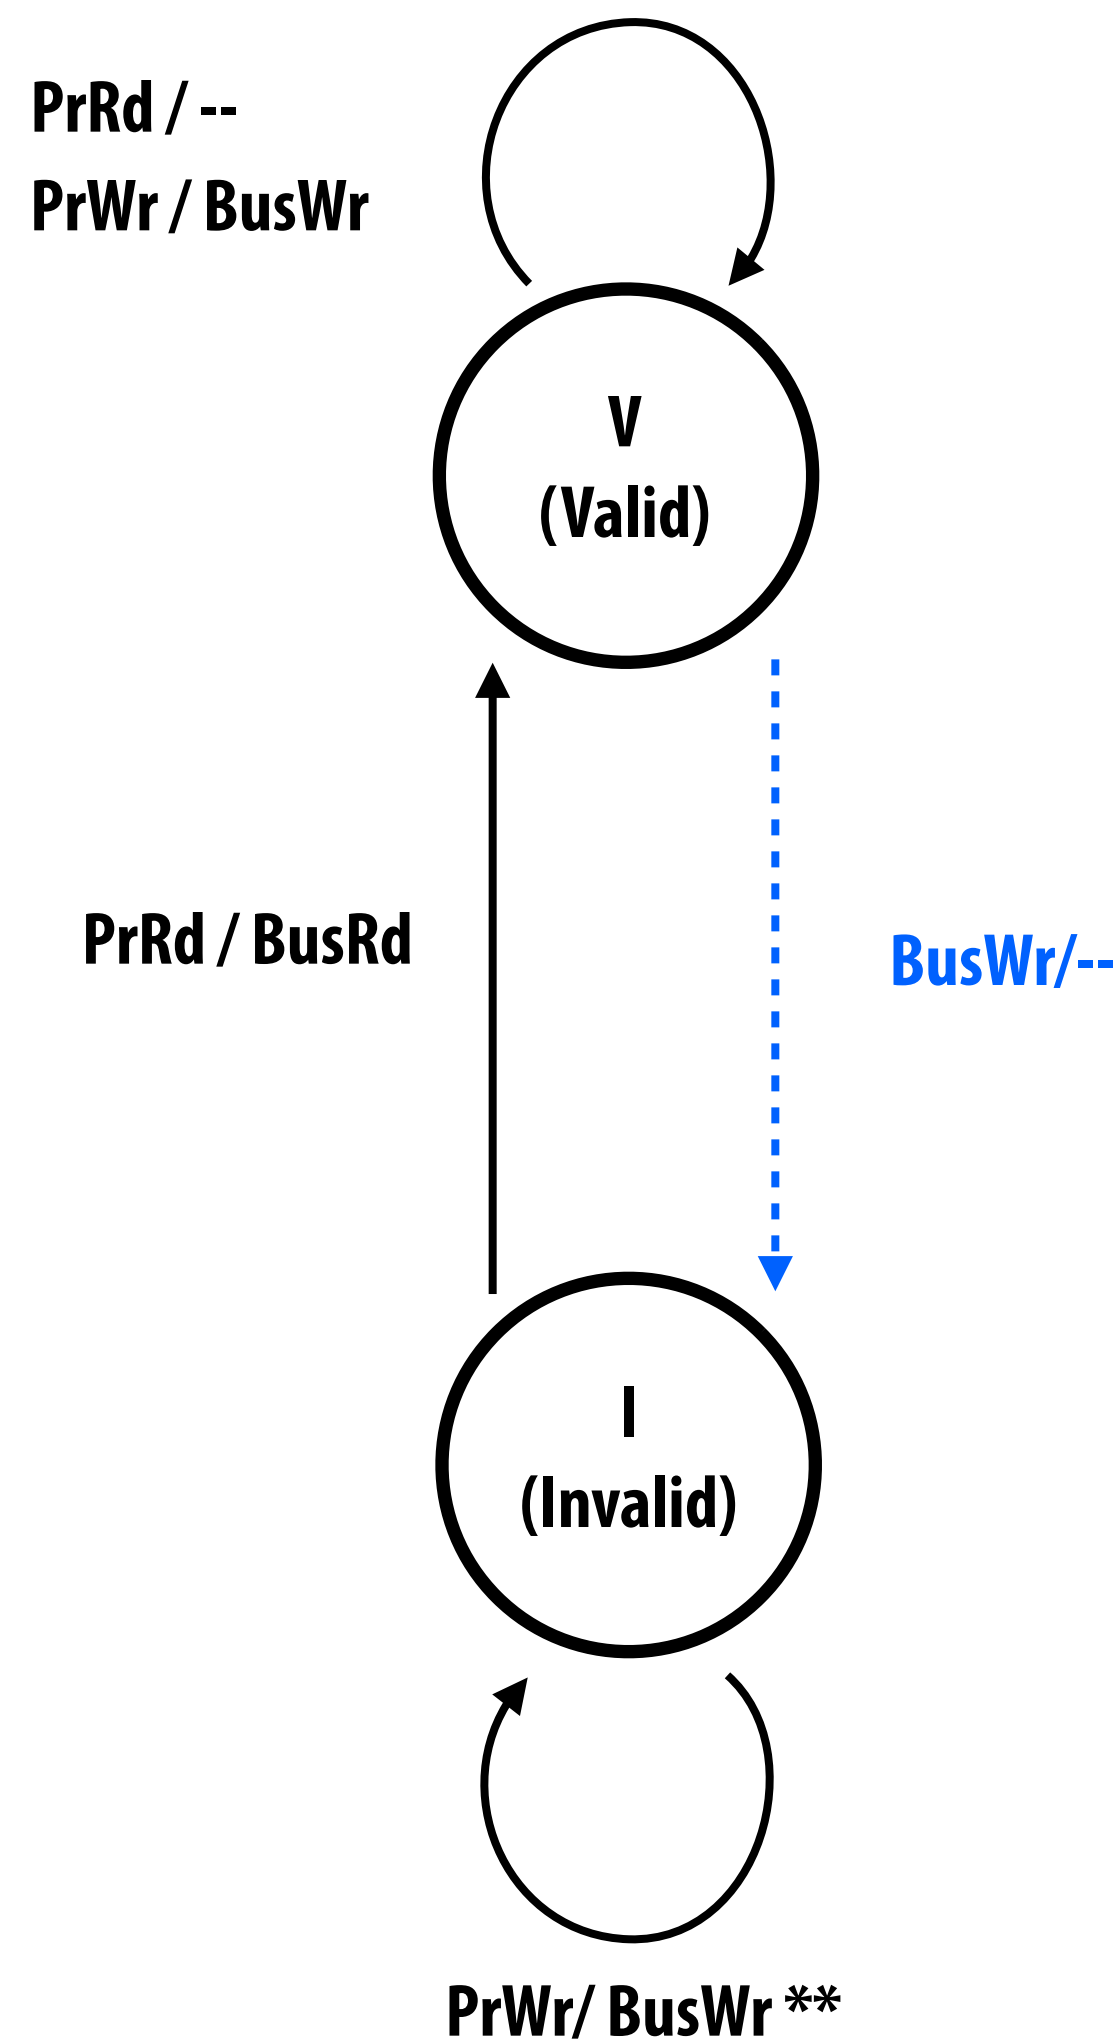 PrRd / --
PrWr / BusWr
V
(Valid)
PrRd / BusRd
BusWr/--
I
(Invalid)
PrWr/ BusWr **